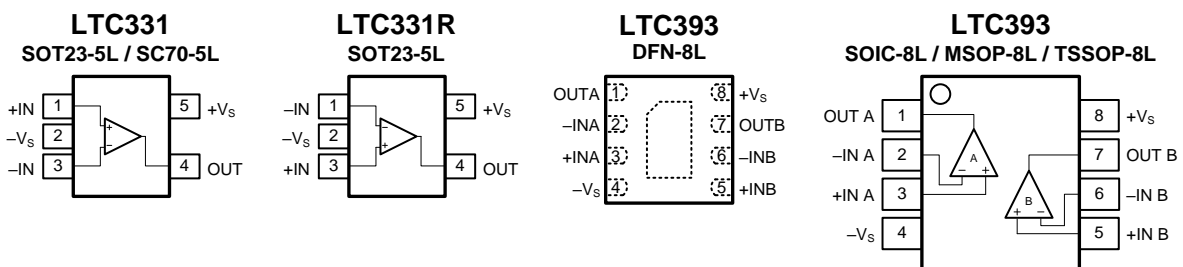 LTC331
SOT23-5L / SC70-5L
+IN 1 5 +VS
–VS 2
–IN 3 4 OUT
+
–
LTC331R
SOT23-5L
–IN 1 5 +VS
–VS 2
+IN 3 4 OUT
–
+
LTC393
DFN-8L
OUTA 1 8 +VS
–INA 2 7 OUTB
+INA 3 6 –INB
–VS 4 5 +INB
LTC393
SOIC-8L / MSOP-8L / TSSOP-8L
OUT A 1 8 +VS
–IN A 2 A 7 OUT B
– +
+IN A 3 B 6 –IN B
+ –
–VS 4 5 +IN B